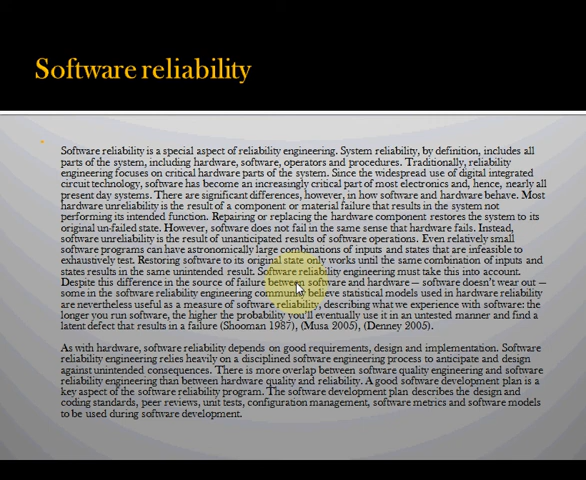 Software reliability
Software reliability is a special aspect of reliability engineering. System reliability, by definition, includes all
parts of the system, including hardware, software, operators and procedures. Traditionally, reliability
engineering focuses on critical hardware parts of the system. Since the widespread use of digital integrated
circuit technology, software has become an increasingly critical part of most electronics and, hence, nearly all
present day systems. There are significant differences, however, in how software and hardware behave. Most
hardware unreliability is the result of a component or material failure that results in the system not
performing its intended function. Repairing or replacing the hardware component restores the system to its
original un-failed state. However, software does not fail in the same sense that hardware fails. Instead,
software unreliability is the result of unanticipated results of software operations. Even relatively small
software programs can have astronomically large combinations of inputs and states that are infeasible to
exhaustively test. Restoring software to its original state only works until the same combination of inputs and
states results in the same unintended result. Software reliability engineering must take this into account.
Despite this difference in the source of failure between software and hardware — software doesn't wear out —
some in the software reliability engineering community believe statistical models used in hardware reliability
are nevertheless useful as a measure of software reliability, describing what we experience with software: the
longer you run software, the higher the probability you'll eventually use it in an untested manner and find a
latent defect that results in a failure (Shooman 1987), (Musa 2005), (Denney 2005).
As with hardware, software reliability depends on good requirements, design and implementation. Software
reliability engineering relies heavily on a disciplined software engineering process to anticipate and design
against unintended consequences. There is more overlap between software quality engineering and software
reliability engineering than between hardware quality and reliability. A good software development plan is a
key aspect of the software reliability program. The software development plan describes the design and
coding standards, peer reviews, unit tests, configuration management, software metrics and software models
to be used during software development.